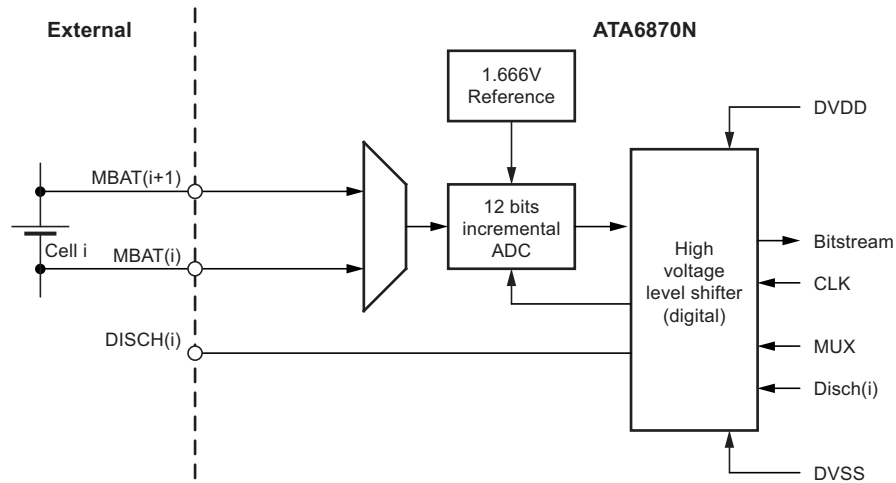 External
ATA6870N
1.666V
Reference
DVDD
MBAT(i+1)
12 bits
incremental
ADC
Cell i
MBAT(i)
High
voltage
level shifter
(digital)
Bitstream
CLK
DISCH(i)
MUX
Disch(i)
DVSS